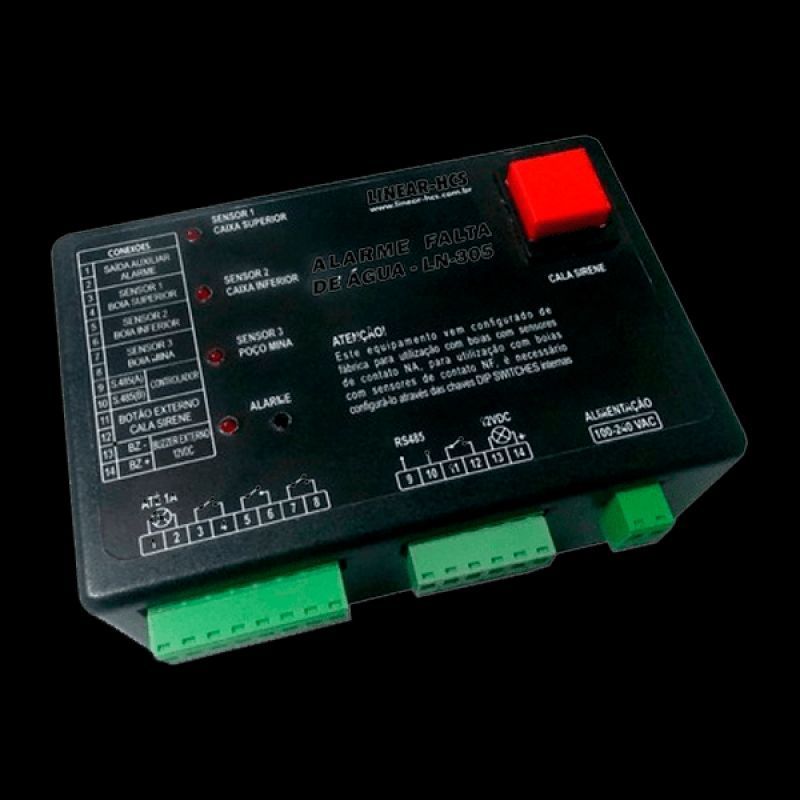 LINEAR-HCS
www.linear-hcs.com.br
ALARME FALTA
DE ÁGUA - LN-305
CALA SIRENE
SENSOR 1
CAIXA SUPERIOR
SENSOR 2
CAIXA INFERIOR
SENSOR 3
POÇO MINA
ALARME
CONEXÕES
1 SAÍDA AUXILIAR
2 ALARME
3 SENSOR 1
4 BOIA SUPERIOR
5 SENSOR 2
6 BOIA INFERIOR
7 SENSOR 3
8 BOIA MINA
9 S.485(A) CONTROLADOR
10 S.485(B)
11 BOTÃO EXTERNO
12 CALA SIRENE
13 BZ - BUZZER EXTERNO
14 BZ + 12VDC
ATENÇÃO!
Este equipamento vem configurado de
fábrica para utilização com boias com sensores
de contato NA, para utilização com boias
com sensores de contato NF, é necessário
configurá-lo através das chaves DIP SWITCHES internas
ATÉ 1A
1 2 3 4 5 6 7 8
RS485 12VDC
+
9 10 11 12 13 14
ALIMENTAÇÃO
100-240 VAC